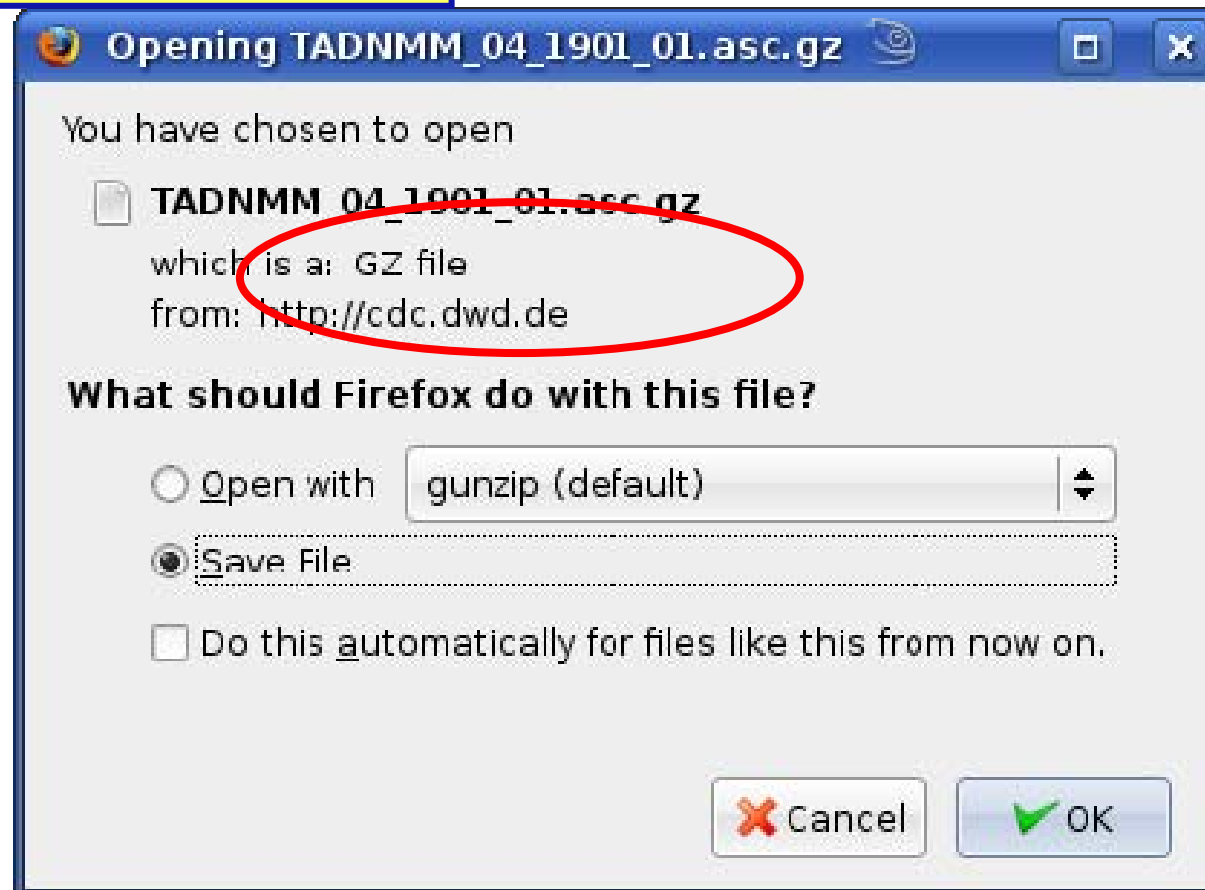 Opening TADNMM_04_1901_01.asc.gz
You have chosen to open
TADNMM_04_1901_01.asc.gz
which is a: GZ file
from: http://cdc.dwd.de
What should Firefox do with this file?
Open with gunzip (default)
Save File
Do this automatically for files like this from now on.
Cancel OK